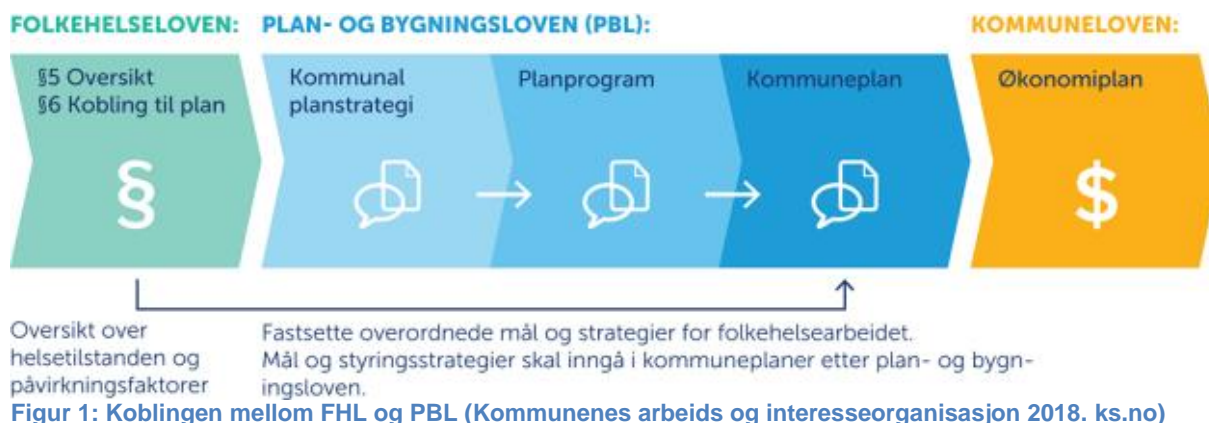 FOLKEHELSELOVEN:
PLAN- OG BYGNINGSLOVEN (PBL):
KOMMUNELOVEN:
§5 Oversikt
§6 Kobling til plan
§
Kommunal
planstrategi
Planprogram
Kommuneplan
Økonomiplan
$
Oversikt over
helsetilstanden og
påvirkningsfaktorer
Fastsette overordnede mål og strategier for folkehelsearbeidet.
Mål og styringsstrategier skal inngå i kommuneplaner etter plan- og bygn-
ingsloven.
Figur 1: Koblingen mellom FHL og PBL (Kommunenes arbeids og interesseorganisasjon 2018. ks.no)